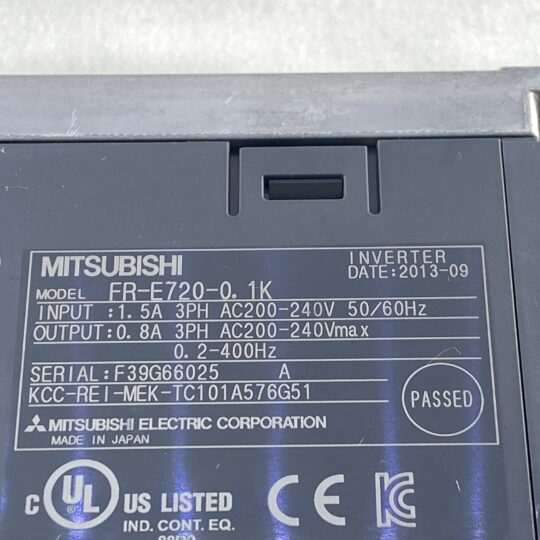 INVERTER
MITSUBISHI
DATE:2013-09
MODEL FR-E720-0.1K
INPUT :1.5A 3PH AC200-240V 50/60Hz
OUTPUT:0.8A 3PH AC200-240Vmax
0.2-400Hz
SERIAL:F39G66025 A
KCC-REI-MEK-TC101A576G51
PASSED
MITSUBISHI ELECTRIC CORPORATION
MADE IN JAPAN
C UL US LISTED
IND. CONT. EQ.
CE